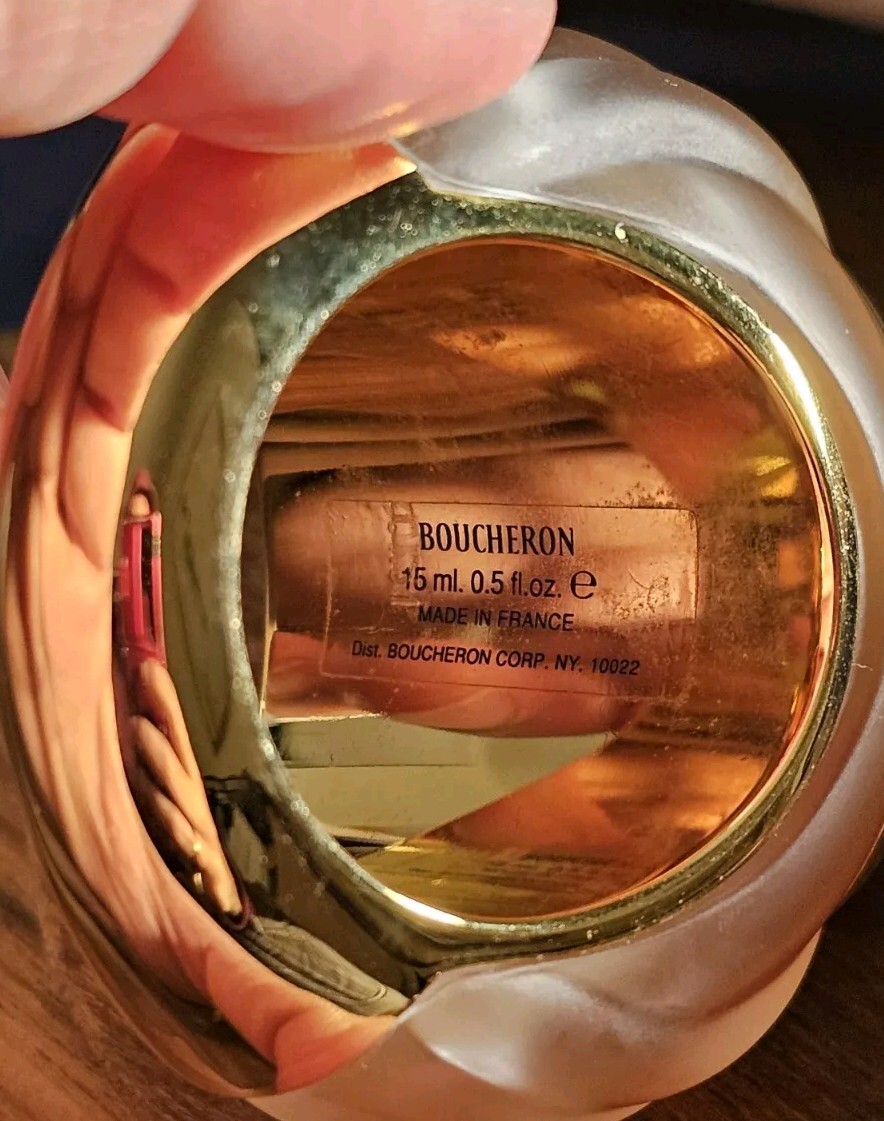 BOUCHERON
15 ml. 0.5 fl.oz. ℮
MADE IN FRANCE
Dist. BOUCHERON CORP. NY. 10022